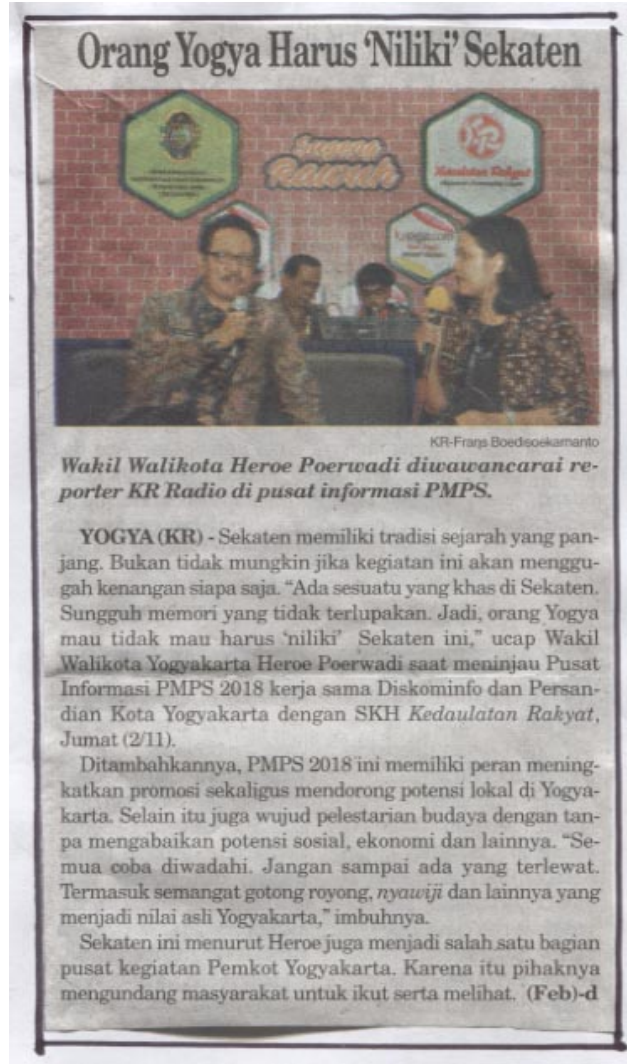 Orang Yogya Harus 'Niliki' Sekaten
Sugeng
Rawuh
KR
Kedaulatan Rakyat
KR-Frans Boedisoekarnanto
Wakil Walikota Heroe Poerwadi diwawancarai re-
porter KR Radio di pusat informasi PMPS.
YOGYA (KR) - Sekaten memiliki tradisi sejarah yang pan-
jang. Bukan tidak mungkin jika kegiatan ini akan menggu-
gah kenangan siapa saja. "Ada sesuatu yang khas di Sekaten.
Sungguh memori yang tidak terlupakan. Jadi, orang Yogya
mau tidak mau harus 'niliki' Sekaten ini," ucap Wakil
Walikota Yogyakarta Heroe Poerwadi saat meninjau Pusat
Informasi PMPS 2018 kerja sama Diskominfo dan Persan-
dian Kota Yogyakarta dengan SKH Kedaulatan Rakyat,
Jumat (2/11).
Ditambahkannya, PMPS 2018 ini memiliki peran mening-
katkan promosi sekaligus mendorong potensi lokal di Yogya-
karta. Selain itu juga wujud pelestarian budaya dengan tan-
pa mengabaikan potensi sosial, ekonomi dan lainnya. "Se-
mua coba diwadahi. Jangan sampai ada yang terlewat.
Termasuk semangat gotong royong, nyawiji dan lainnya yang
menjadi nilai asli Yogyakarta," imbuhnya.
Sekaten ini menurut Heroe juga menjadi salah satu bagian
pusat kegiatan Pemkot Yogyakarta. Karena itu pihaknya
mengundang masyarakat untuk ikut serta melihat. (Feb)-d